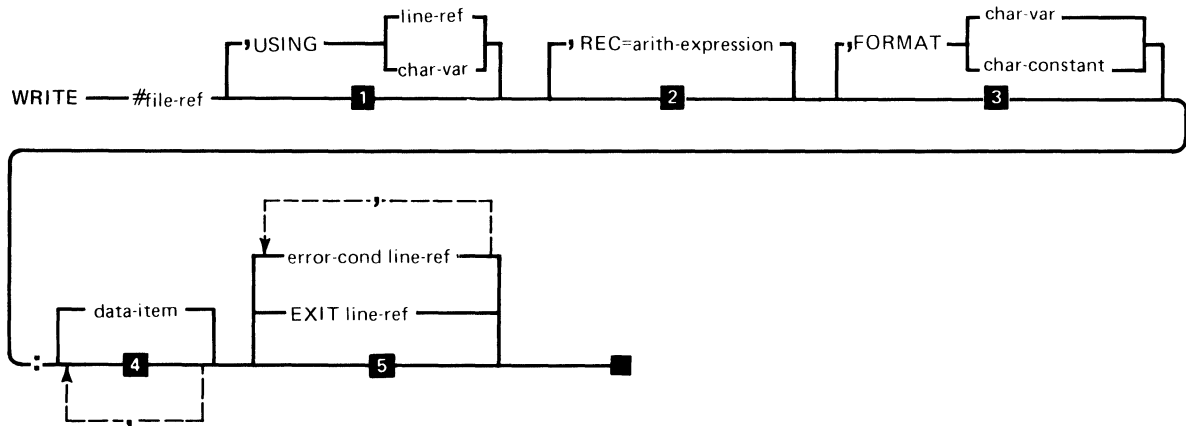 line-ref
,USING
char-var
1
,REC=arith-expression
2
char-var
,FORMAT
char-constant
3
WRITE #file-ref
,
error-cond line-ref
data-item
EXIT line-ref
:
4
5
,